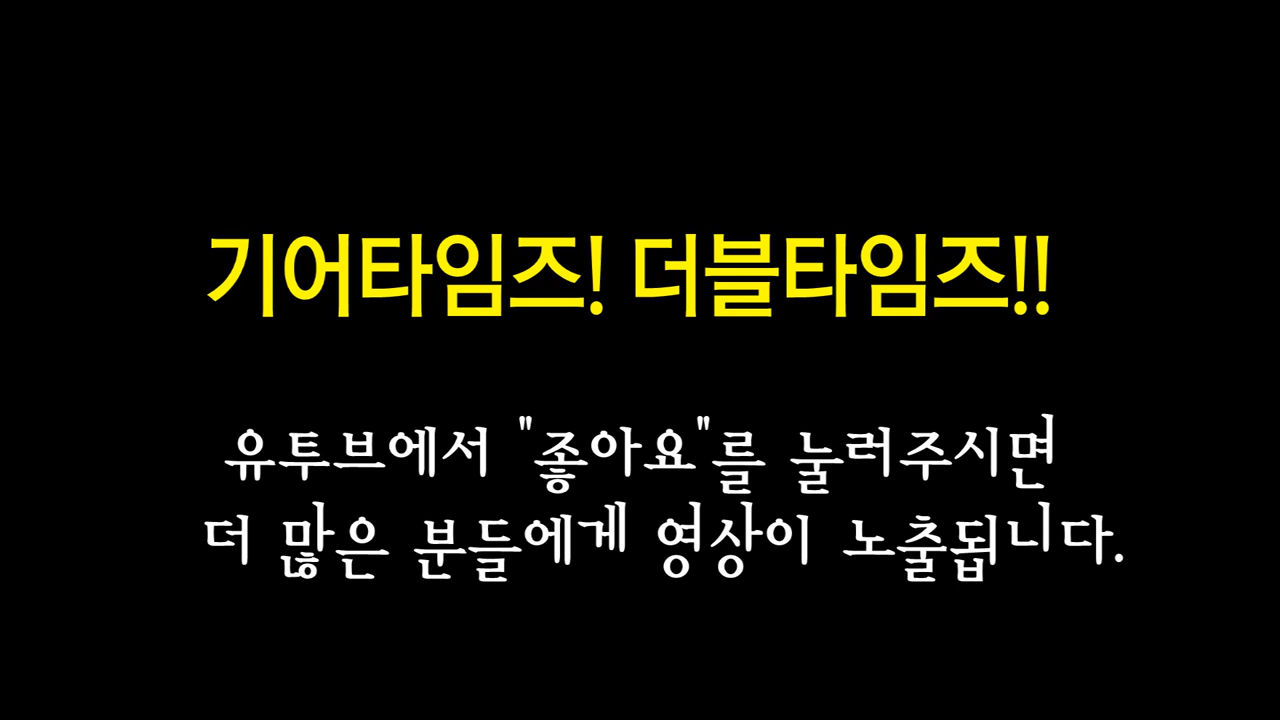 기어타임즈! 더블타임즈!!
유투브에서 "좋아요"를 눌러주시면
더 많은 분들에게 영상이 노출됩니다.